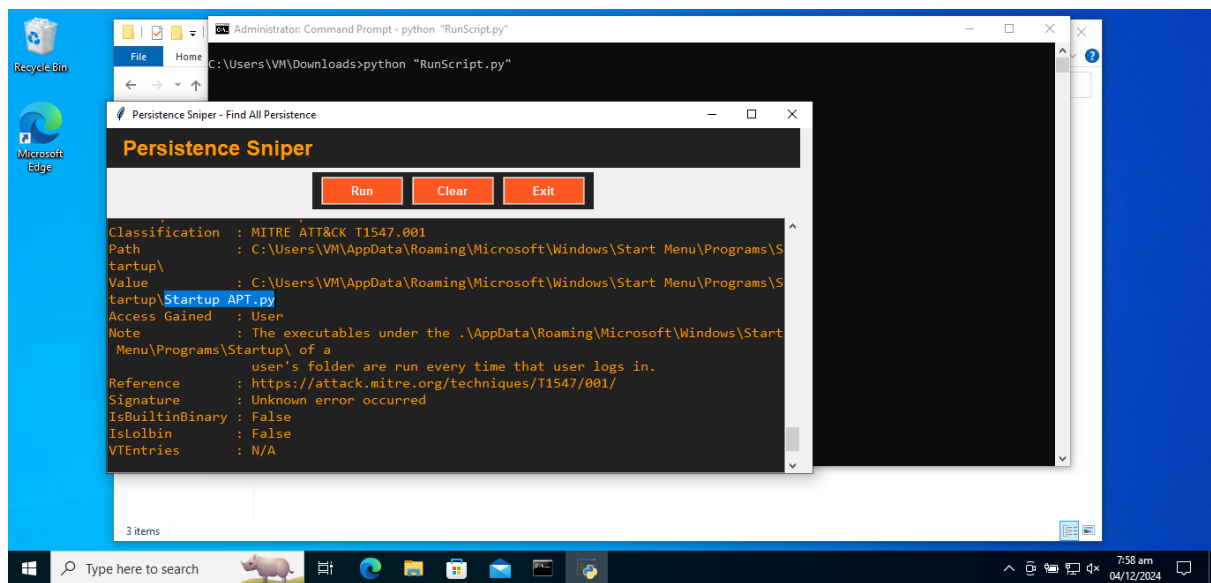 Recycle Bin
Microsoft
Edge
File
Home
Administrator: Command Prompt - python "RunScript.py"
C:\Users\VM\Downloads>python "RunScript.py"
Persistence Sniper - Find All Persistence
Persistence Sniper
Run
Clear
Exit
Classification : MITRE ATT&CK T1547.001
Path : C:\Users\VM\AppData\Roaming\Microsoft\Windows\Start Menu\Programs\S
tartup\
Value : C:\Users\VM\AppData\Roaming\Microsoft\Windows\Start Menu\Programs\S
tartup\Startup APT.py
Access Gained : User
Note : The executables under the .\AppData\Roaming\Microsoft\Windows\Start
Menu\Programs\Startup\ of a
user's folder are run every time that user logs in.
Reference : https://attack.mitre.org/techniques/T1547/001/
Signature : Unknown error occurred
IsBuiltinBinary : False
IsLolbin : False
VTEntries : N/A
3 items
Type here to search
7:58 am
04/12/2024